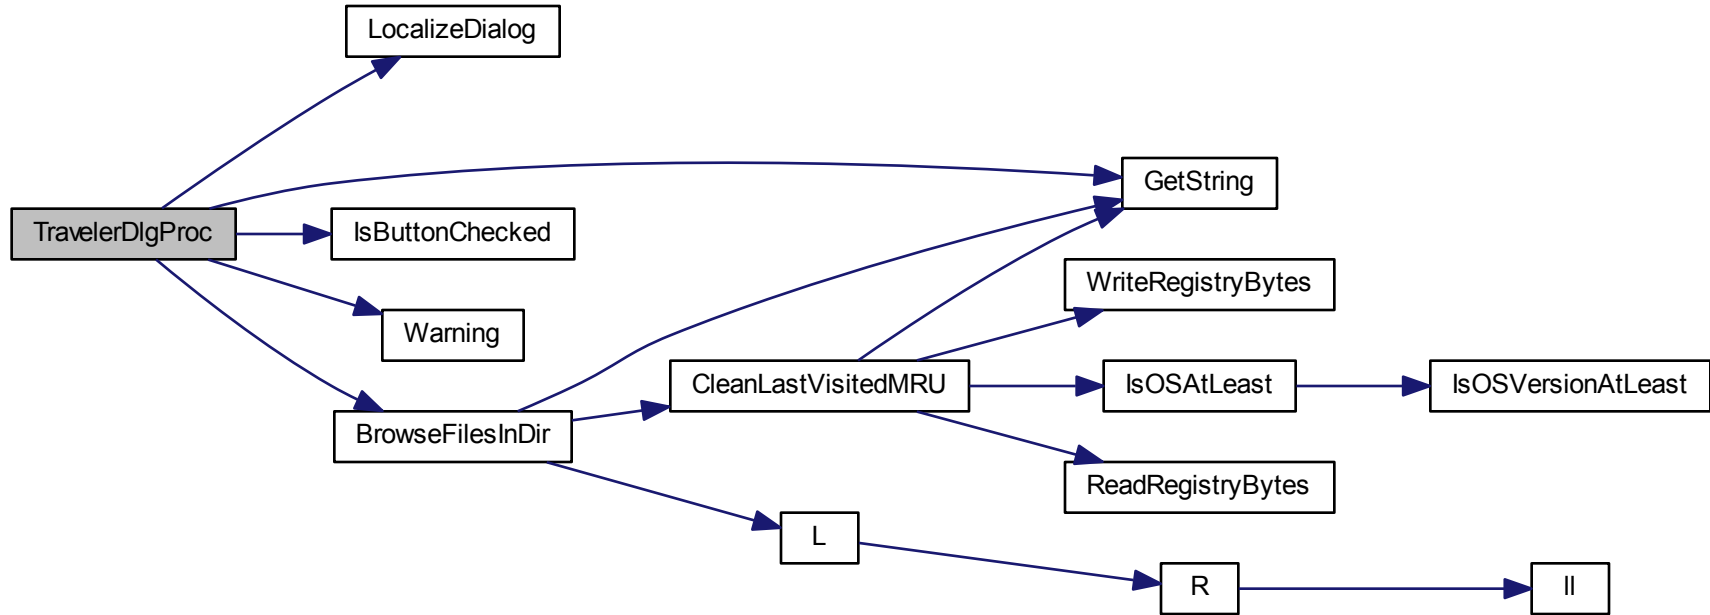 LocalizeDialog
GetString
TravelerDlgProc
IsButtonChecked
WriteRegistryBytes
Warning
CleanLastVisitedMRU
IsOSAtLeast
IsOSVersionAtLeast
BrowseFilesInDir
ReadRegistryBytes
L
R
ll